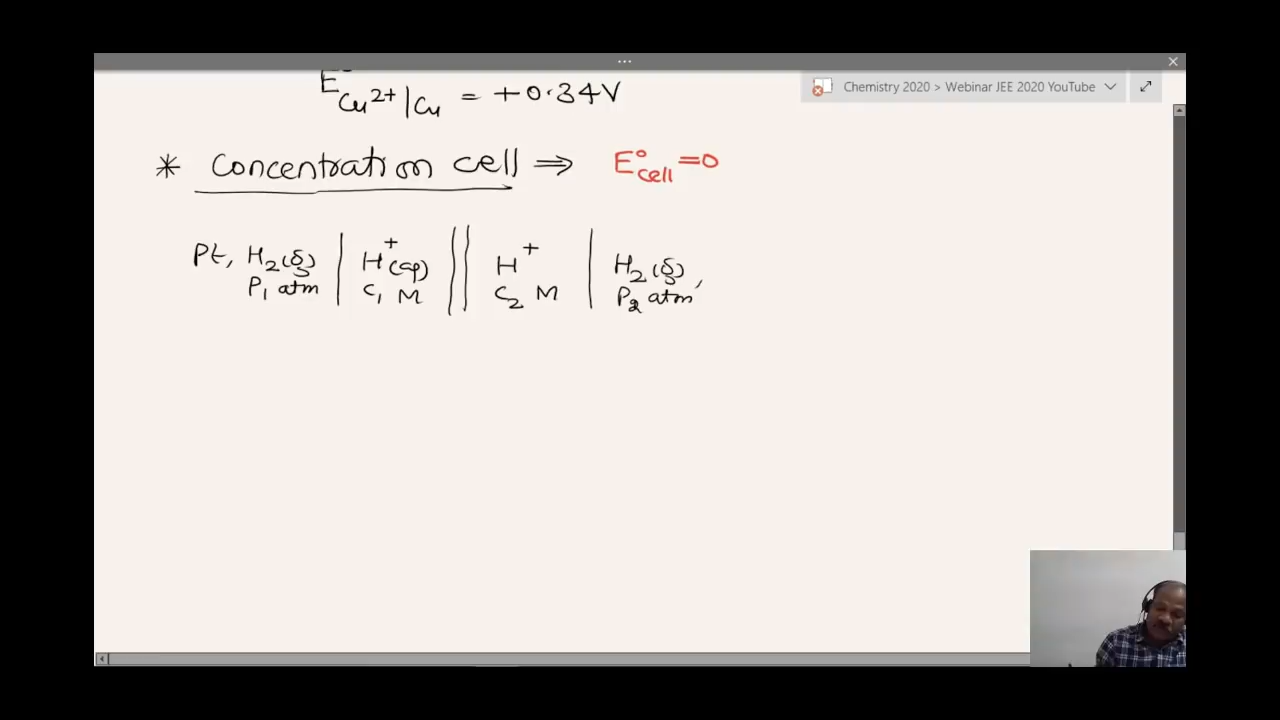 ...
Chemistry 2020 > Webinar JEE 2020 YouTube
E Cu²⁺|Cu = +0.34V
* Concentration cell ⇒ E°cell = 0
Pt, H₂(g) | H⁺(aq) || H⁺ | H₂(g),
P₁ atm C₁ M C₂ M P₂ atm